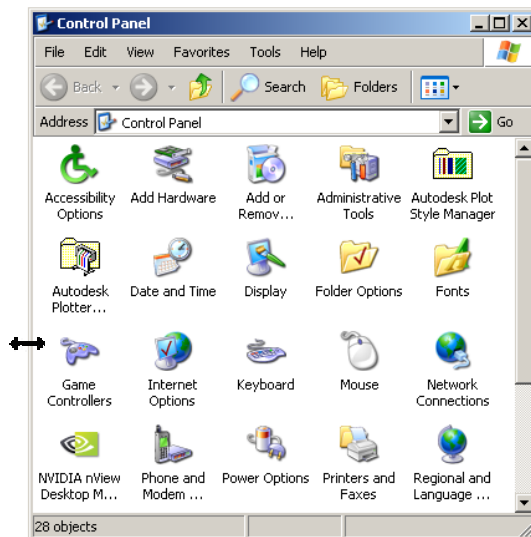 Control Panel
File Edit View Favorites Tools Help
Back Search Folders
Address Control Panel Go
Accessibility Options
Add Hardware
Add or Remov...
Administrative Tools
Autodesk Plot Style Manager
Autodesk Plotter...
Date and Time
Display
Folder Options
Fonts
Game Controllers
Internet Options
Keyboard
Mouse
Network Connections
NVIDIA nView Desktop M...
Phone and Modem ...
Power Options
Printers and Faxes
Regional and Language ...
28 objects